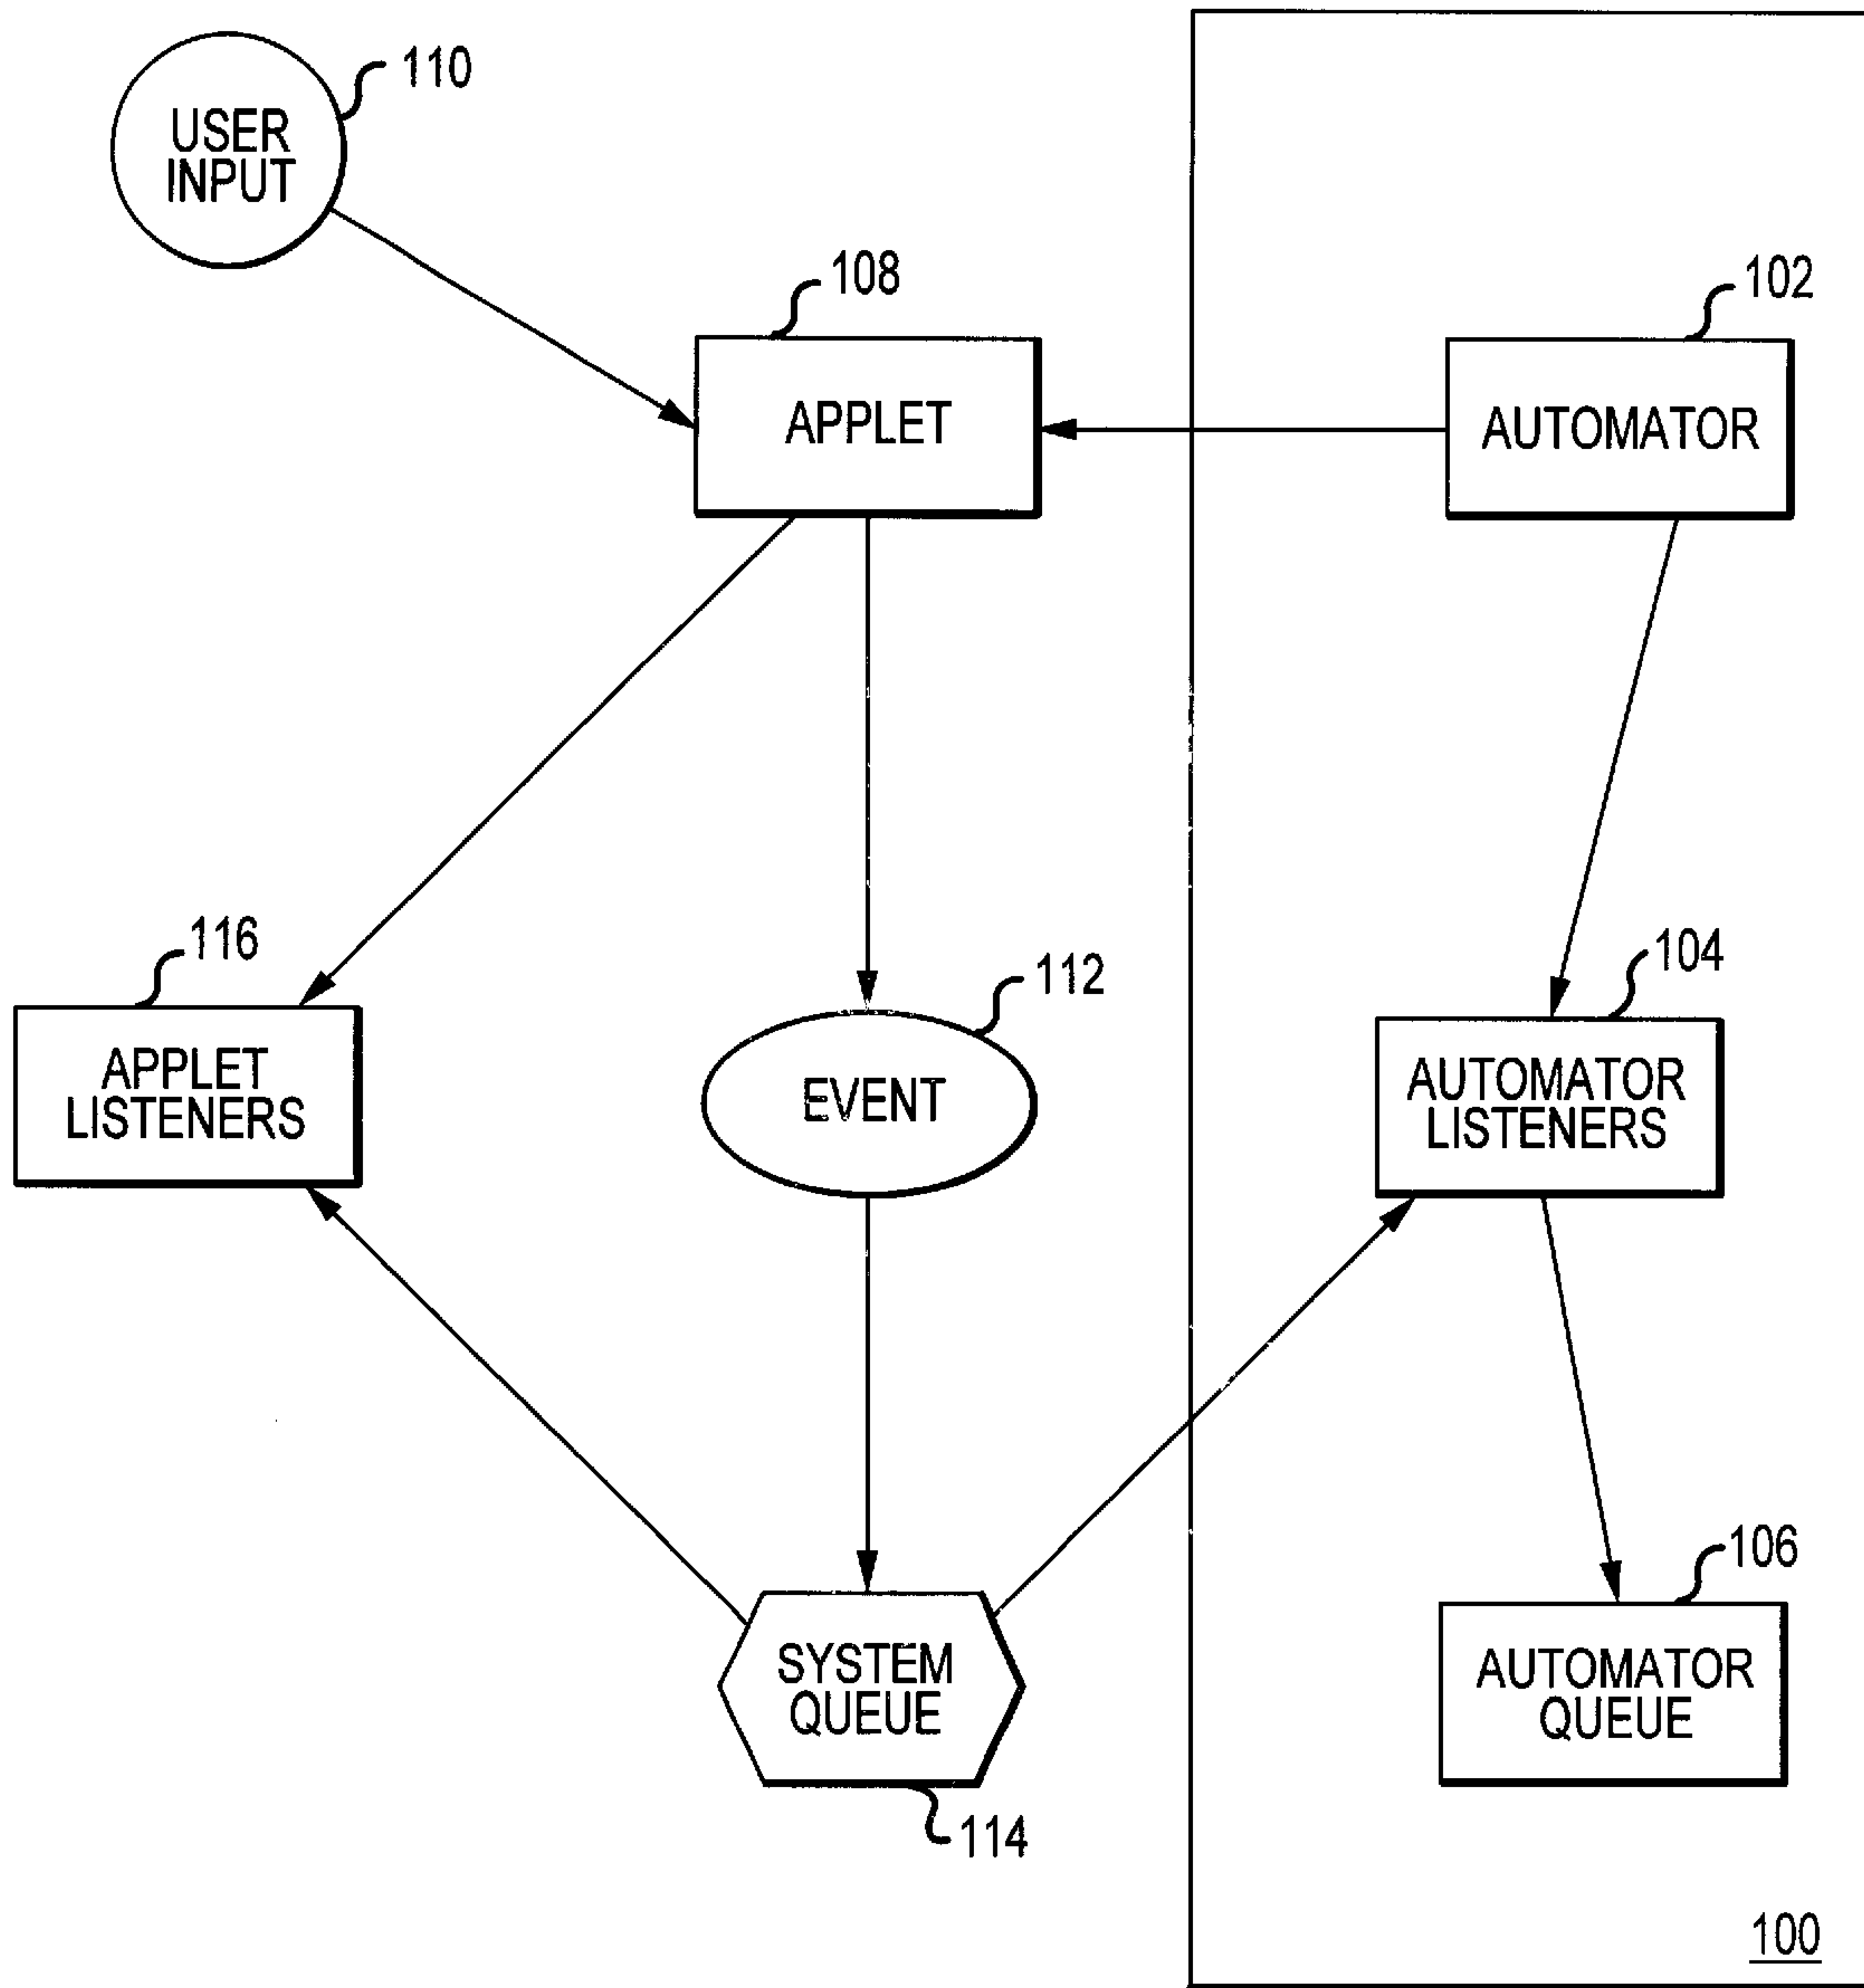 110
USER
INPUT
108
102
APPLET
AUTOMATOR
116
112
104
APPLET
LISTENERS
EVENT
AUTOMATOR
LISTENERS
106
SYSTEM
QUEUE
AUTOMATOR
QUEUE
114
100